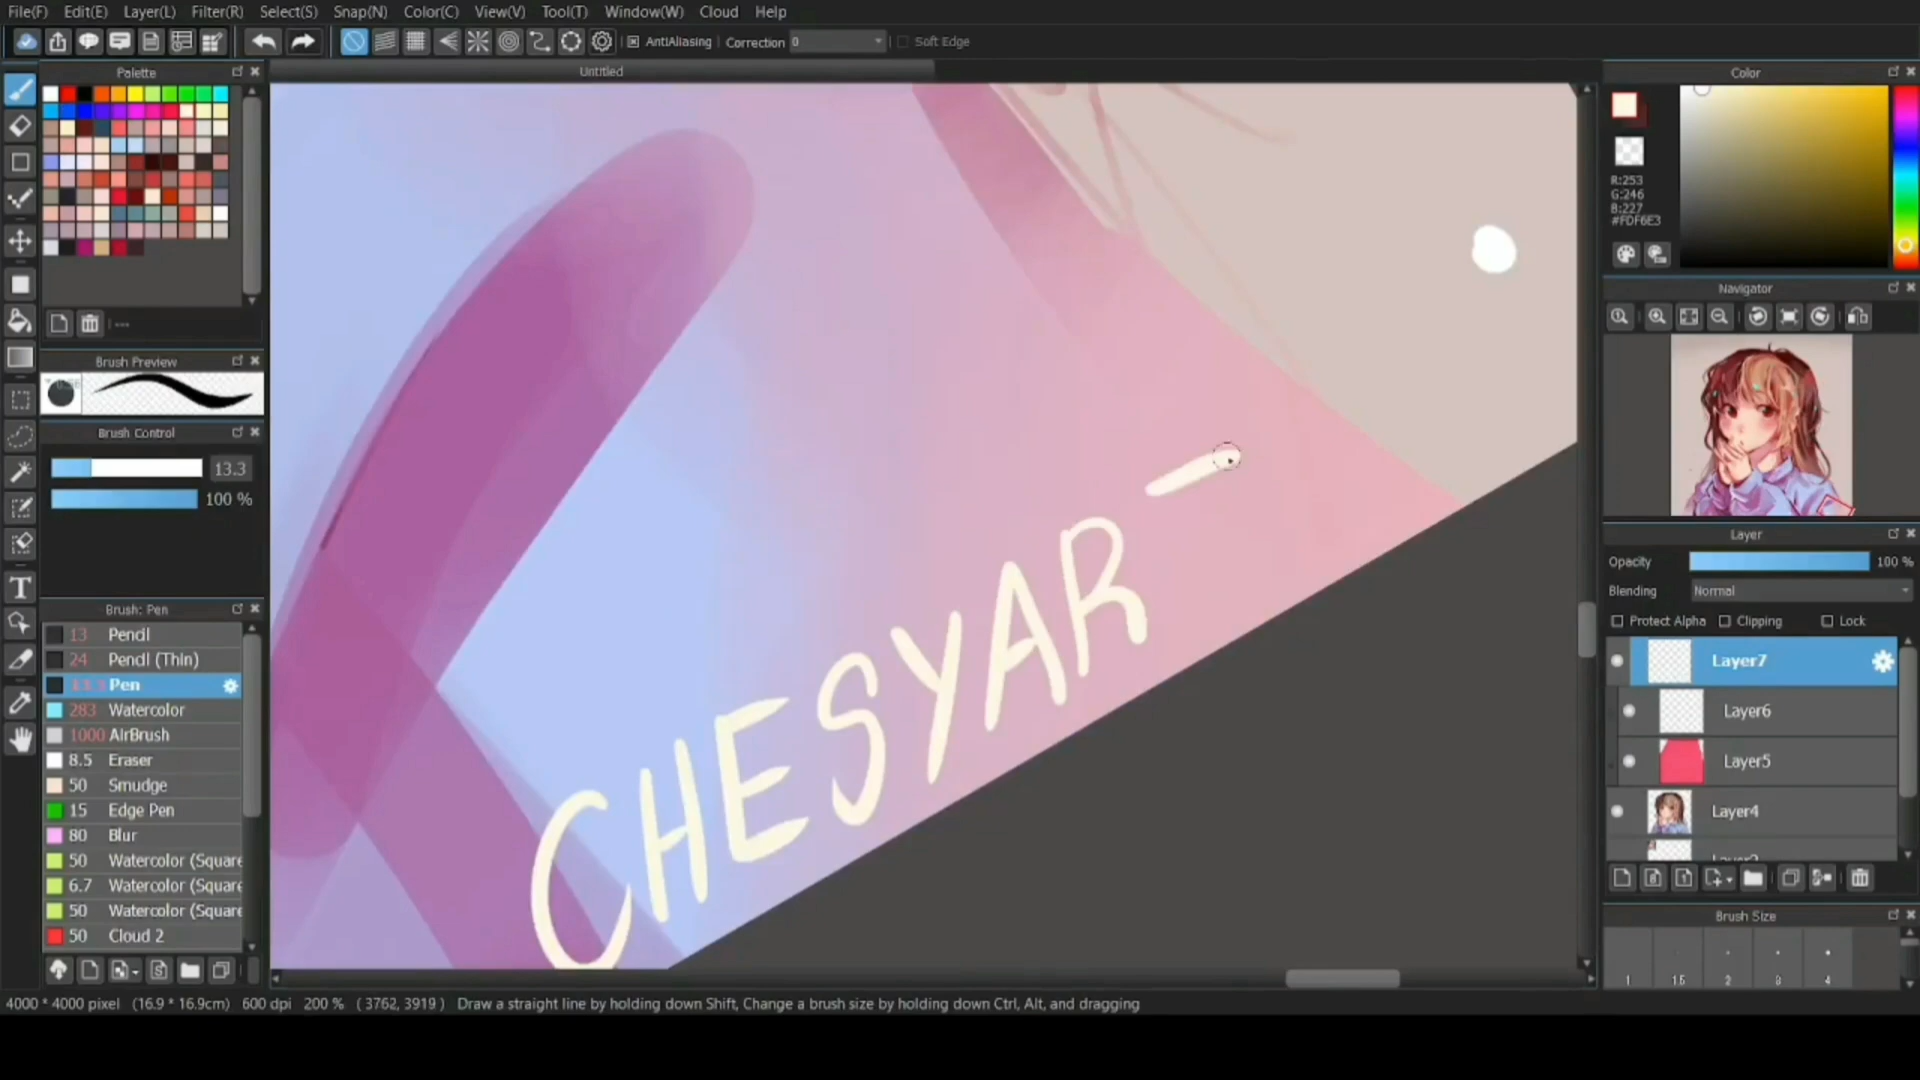 File(F) Edit(E) Layer(L) Filter(R) Select(S) Snap(N) Color(C) View(V) Tool(T) Window(W) Cloud Help
AntiAliasing Correction 0 Soft Edge
Untitled
Palette
Brush Preview
Brush Control
13.3
100 %
Brush: Pen
13 Pencil
24 Pencil (Thin)
13.3 Pen
283 Watercolor
1000 AirBrush
8.5 Eraser
50 Smudge
15 Edge Pen
80 Blur
50 Watercolor (Square
6.7 Watercolor (Square
50 Watercolor (Square
50 Cloud 2
CHESYAR
Color
R:253
G:246
B:227
#FDF6E3
Navigator
Layer
Opacity 100 %
Blending Normal
Protect Alpha Clipping Lock
Layer7
Layer6
Layer5
Layer4
Brush Size
1 1.5 2 3 4
4000 * 4000 pixel (16.9 * 16.9cm) 600 dpi 200 % ( 3762, 3919 ) Draw a straight line by holding down Shift, Change a brush size by holding down Ctrl, Alt, and dragging